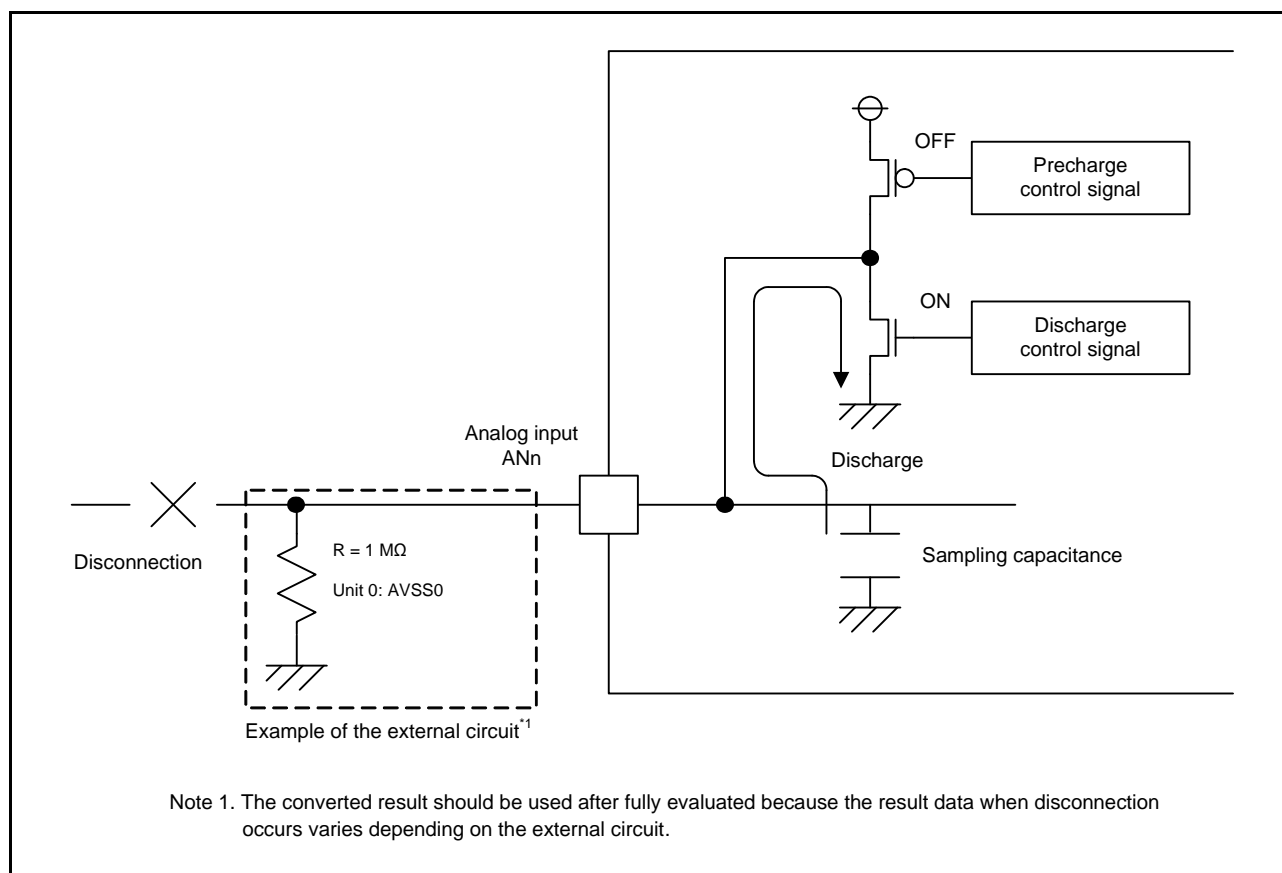 OFF
Precharge
control signal
ON
Discharge
control signal
Analog input
ANn
Discharge
Disconnection
R = 1 MΩ
Unit 0: AVSS0
Sampling capacitance
Example of the external circuit*1
Note 1. The converted result should be used after fully evaluated because the result data when disconnection
occurs varies depending on the external circuit.